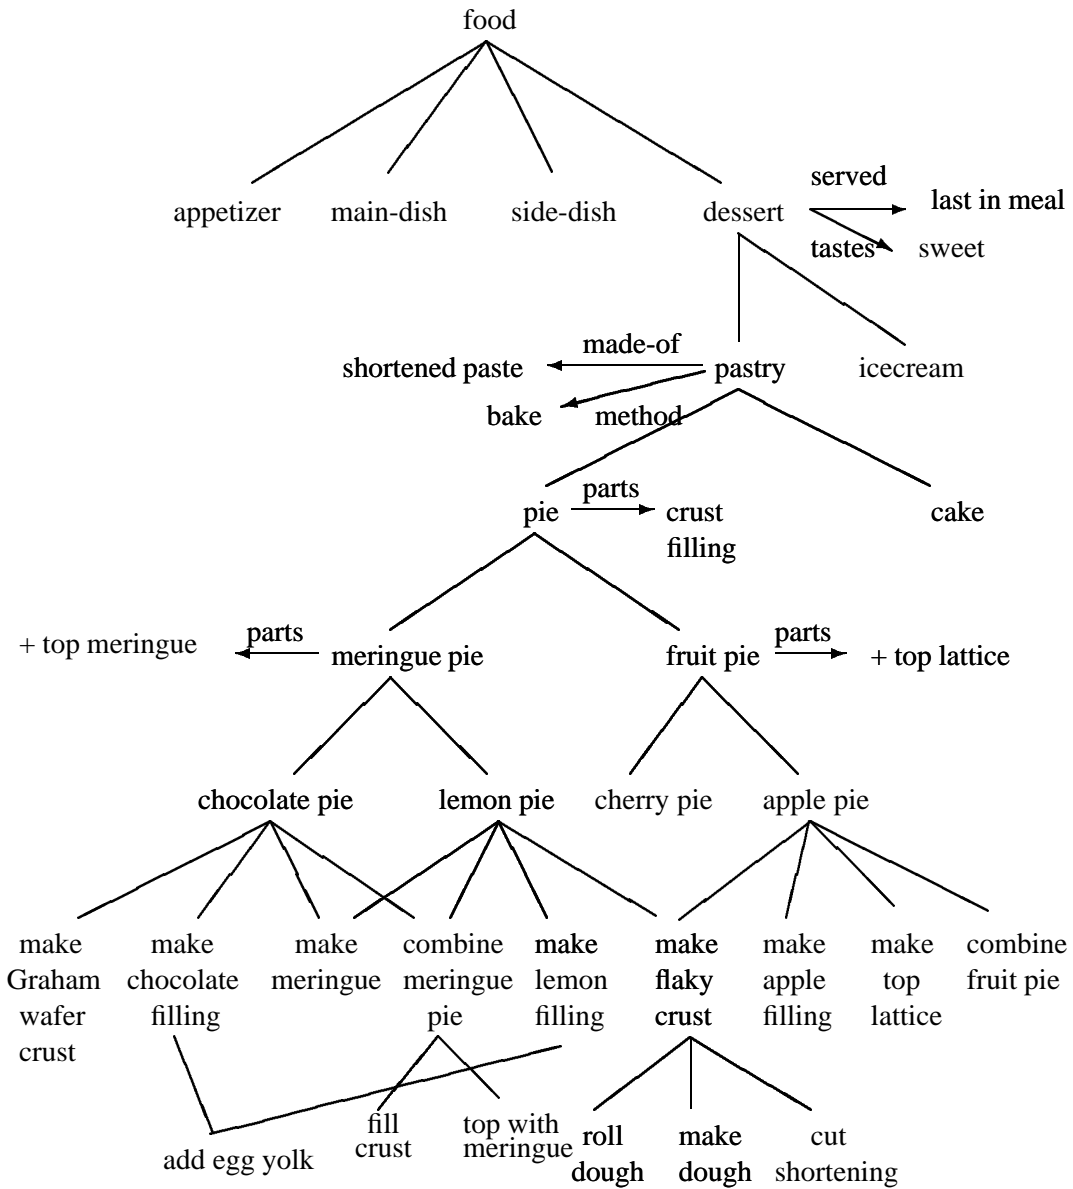 food
served
appetizer main-dish side-dish dessert last in meal
tastes sweet
made-of
shortened paste pastry icecream
bake method
parts
pie crust cake
filling
parts parts
+ top meringue meringue pie fruit pie + top lattice
chocolate pie lemon pie cherry pie apple pie
make make make combine make make make make combine
Graham chocolate meringue meringue lemon flaky apple top fruit pie
wafer filling pie filling crust filling lattice
crust
fill top with roll make cut
crust meringue dough dough shortening
add egg yolk